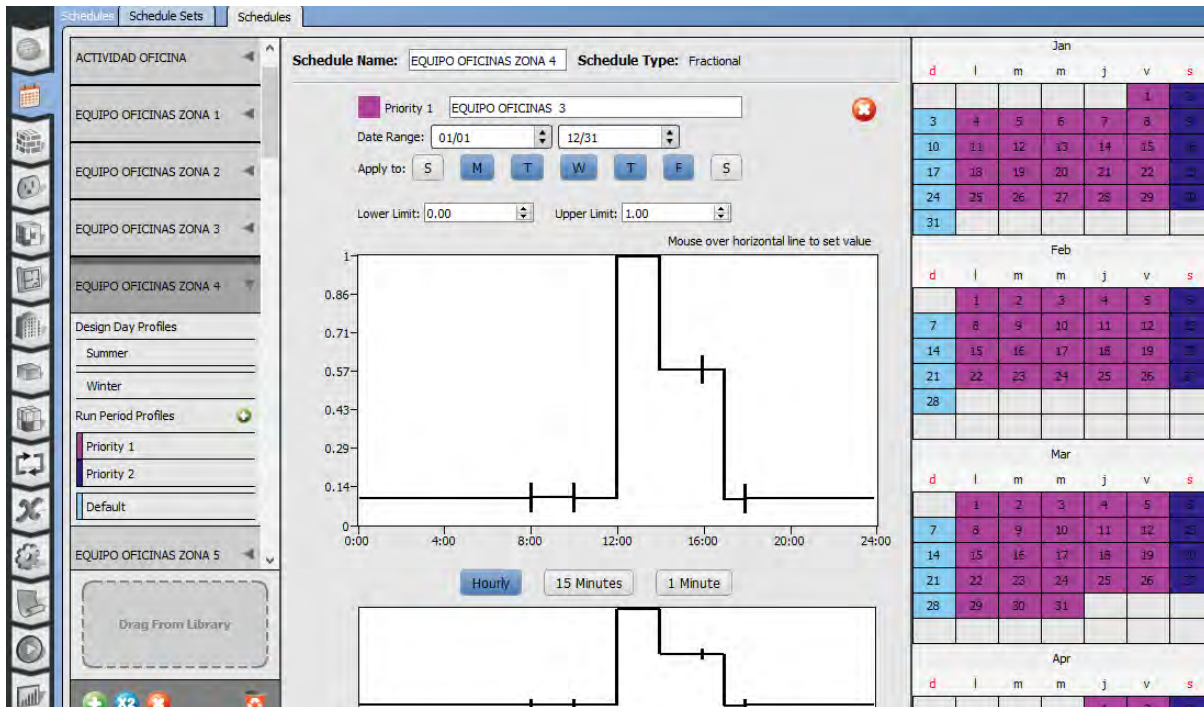 Schedules Schedule Sets Schedules
ACTIVIDAD OFICINA
EQUIPO OFICINAS ZONA 1
EQUIPO OFICINAS ZONA 2
EQUIPO OFICINAS ZONA 3
EQUIPO OFICINAS ZONA 4
Design Day Profiles
Summer
Winter
Run Period Profiles
Priority 1
Priority 2
Default
EQUIPO OFICINAS ZONA 5
Drag From Library
X2
Schedule Name: EQUIPO OFICINAS ZONA 4 Schedule Type: Fractional
Priority 1 EQUIPO OFICINAS 3
Date Range: 01/01 12/31
Apply to: S M T W T F S
Lower Limit: 0.00 Upper Limit: 1.00
Mouse over horizontal line to set value
1
0.86
0.71
0.57
0.43
0.29
0.14
0
0:00 4:00 8:00 12:00 16:00 20:00 24:00
Hourly 15 Minutes 1 Minute
Jan
d l m m j v s
1
3 4 5 6 7 8
10 11 12 13 14 15
17 18 19 20 21 22
24 25 26 27 28 29
31
Feb
d l m m j v s
1 2 3 4 5
7 8 9 10 11 12
14 15 16 17 18 19
21 22 23 24 25 26
28
Mar
d l m m j v s
1 2 3 4 5
7 8 9 10 11 12
14 15 16 17 18 19
21 22 23 24 25 26
28 29 30 31
Apr
d l m m j v s